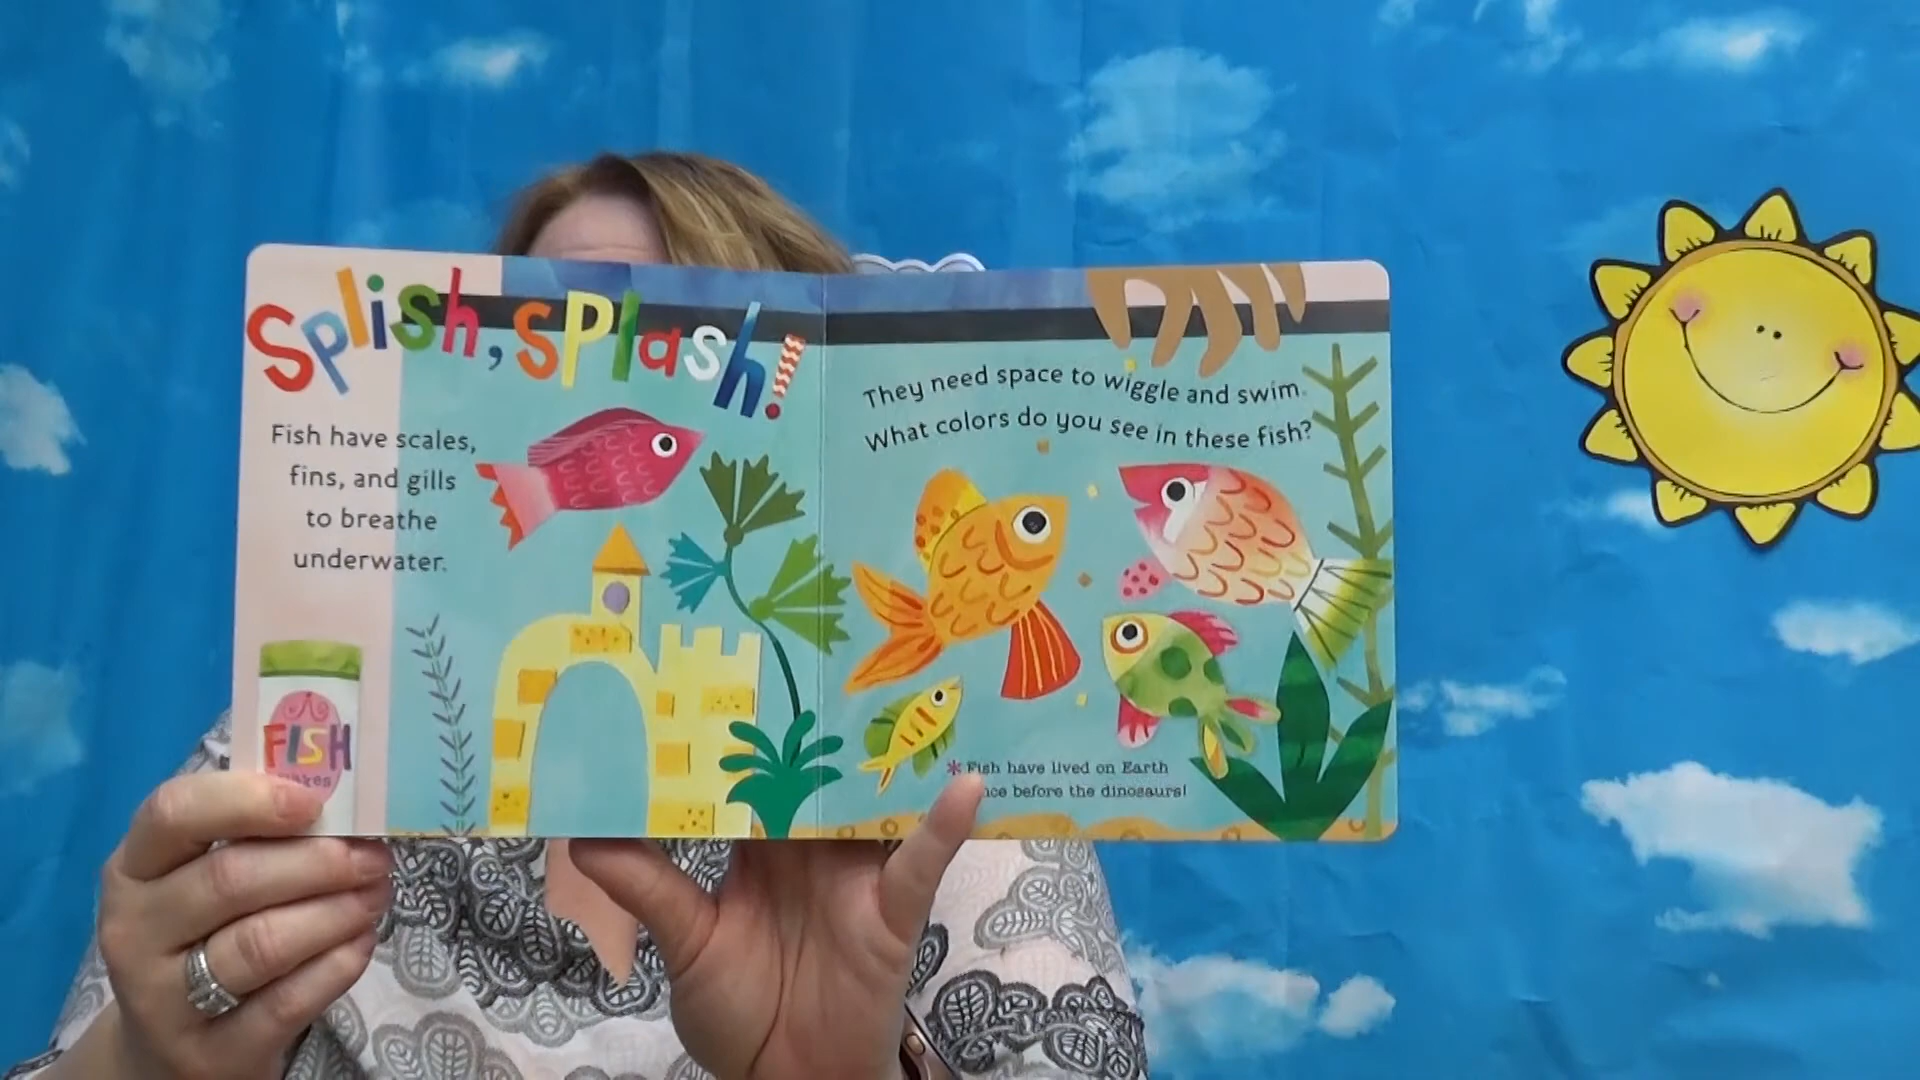 Splish, splash!
Fish have scales,
fins, and gills
to breathe
underwater.
FISH
They need space to wiggle and swim.
What colors do you see in these fish?
* Fish have lived on Earth
before the dinosaurs!